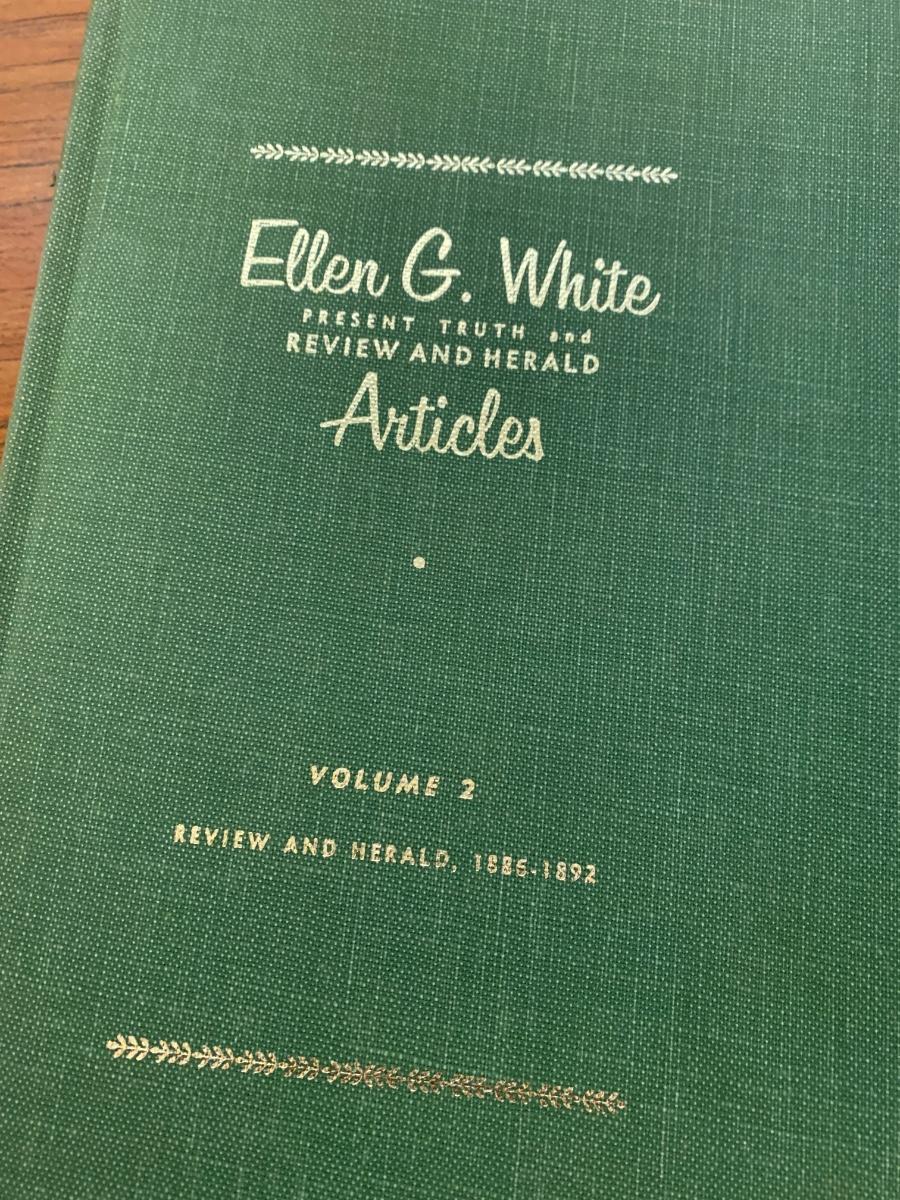 Ellen G. White
PRESENT TRUTH and
REVIEW AND HERALD
Articles
VOLUME 2
REVIEW AND HERALD, 1886-1892